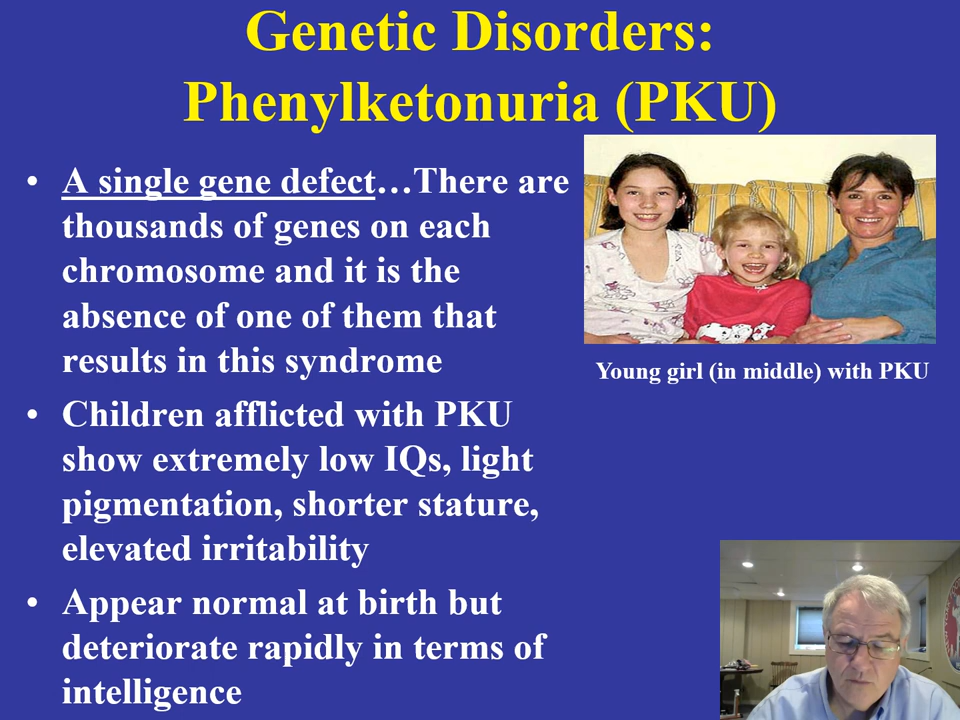 Genetic Disorders:
Phenylketonuria (PKU)
• A single gene defect…There are
thousands of genes on each
chromosome and it is the
absence of one of them that
results in this syndrome
• Children afflicted with PKU
show extremely low IQs, light
pigmentation, shorter stature,
elevated irritability
• Appear normal at birth but
deteriorate rapidly in terms of
intelligence
Young girl (in middle) with PKU